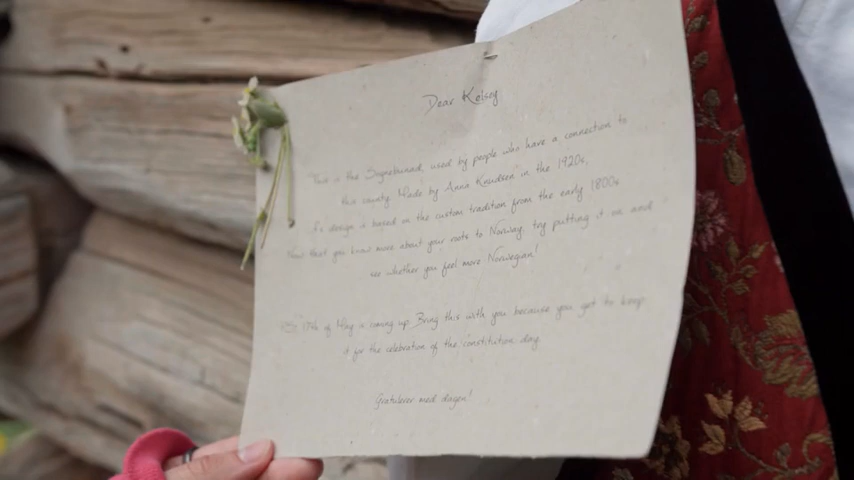 Dear Kelsey
This is the Signebunad, used by people who have a connection to
this county. Made by Anna Knudsen in the 1920s,
its design is based on the custom tradition from the early 1800s
Now that you know more about your roots to Norway, try putting it on and
see whether you feel more Norwegian!
PS: 17th of May is coming up. Bring this with you because you get to keep
it for the celebration of the constitution day.
Gratulerer med dagen!